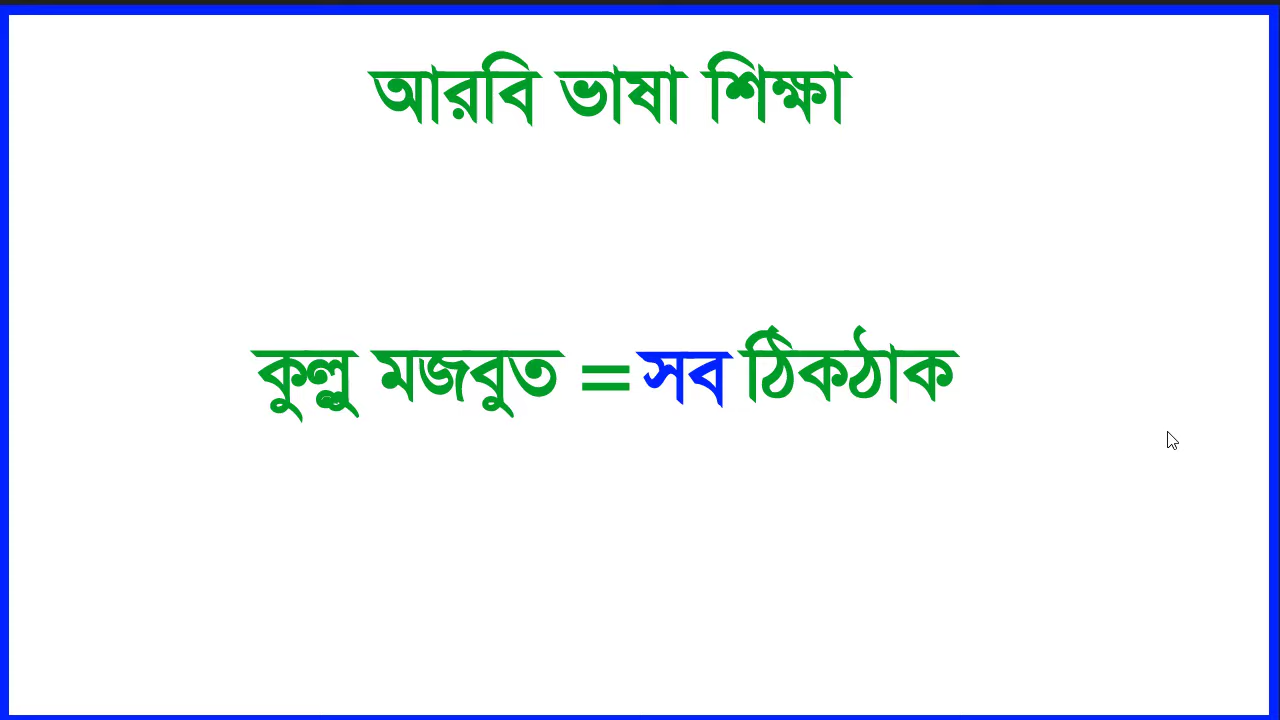 আরবি ভাষা শিক্ষা
কুল্লু মজবুত = সব ঠিকঠাক